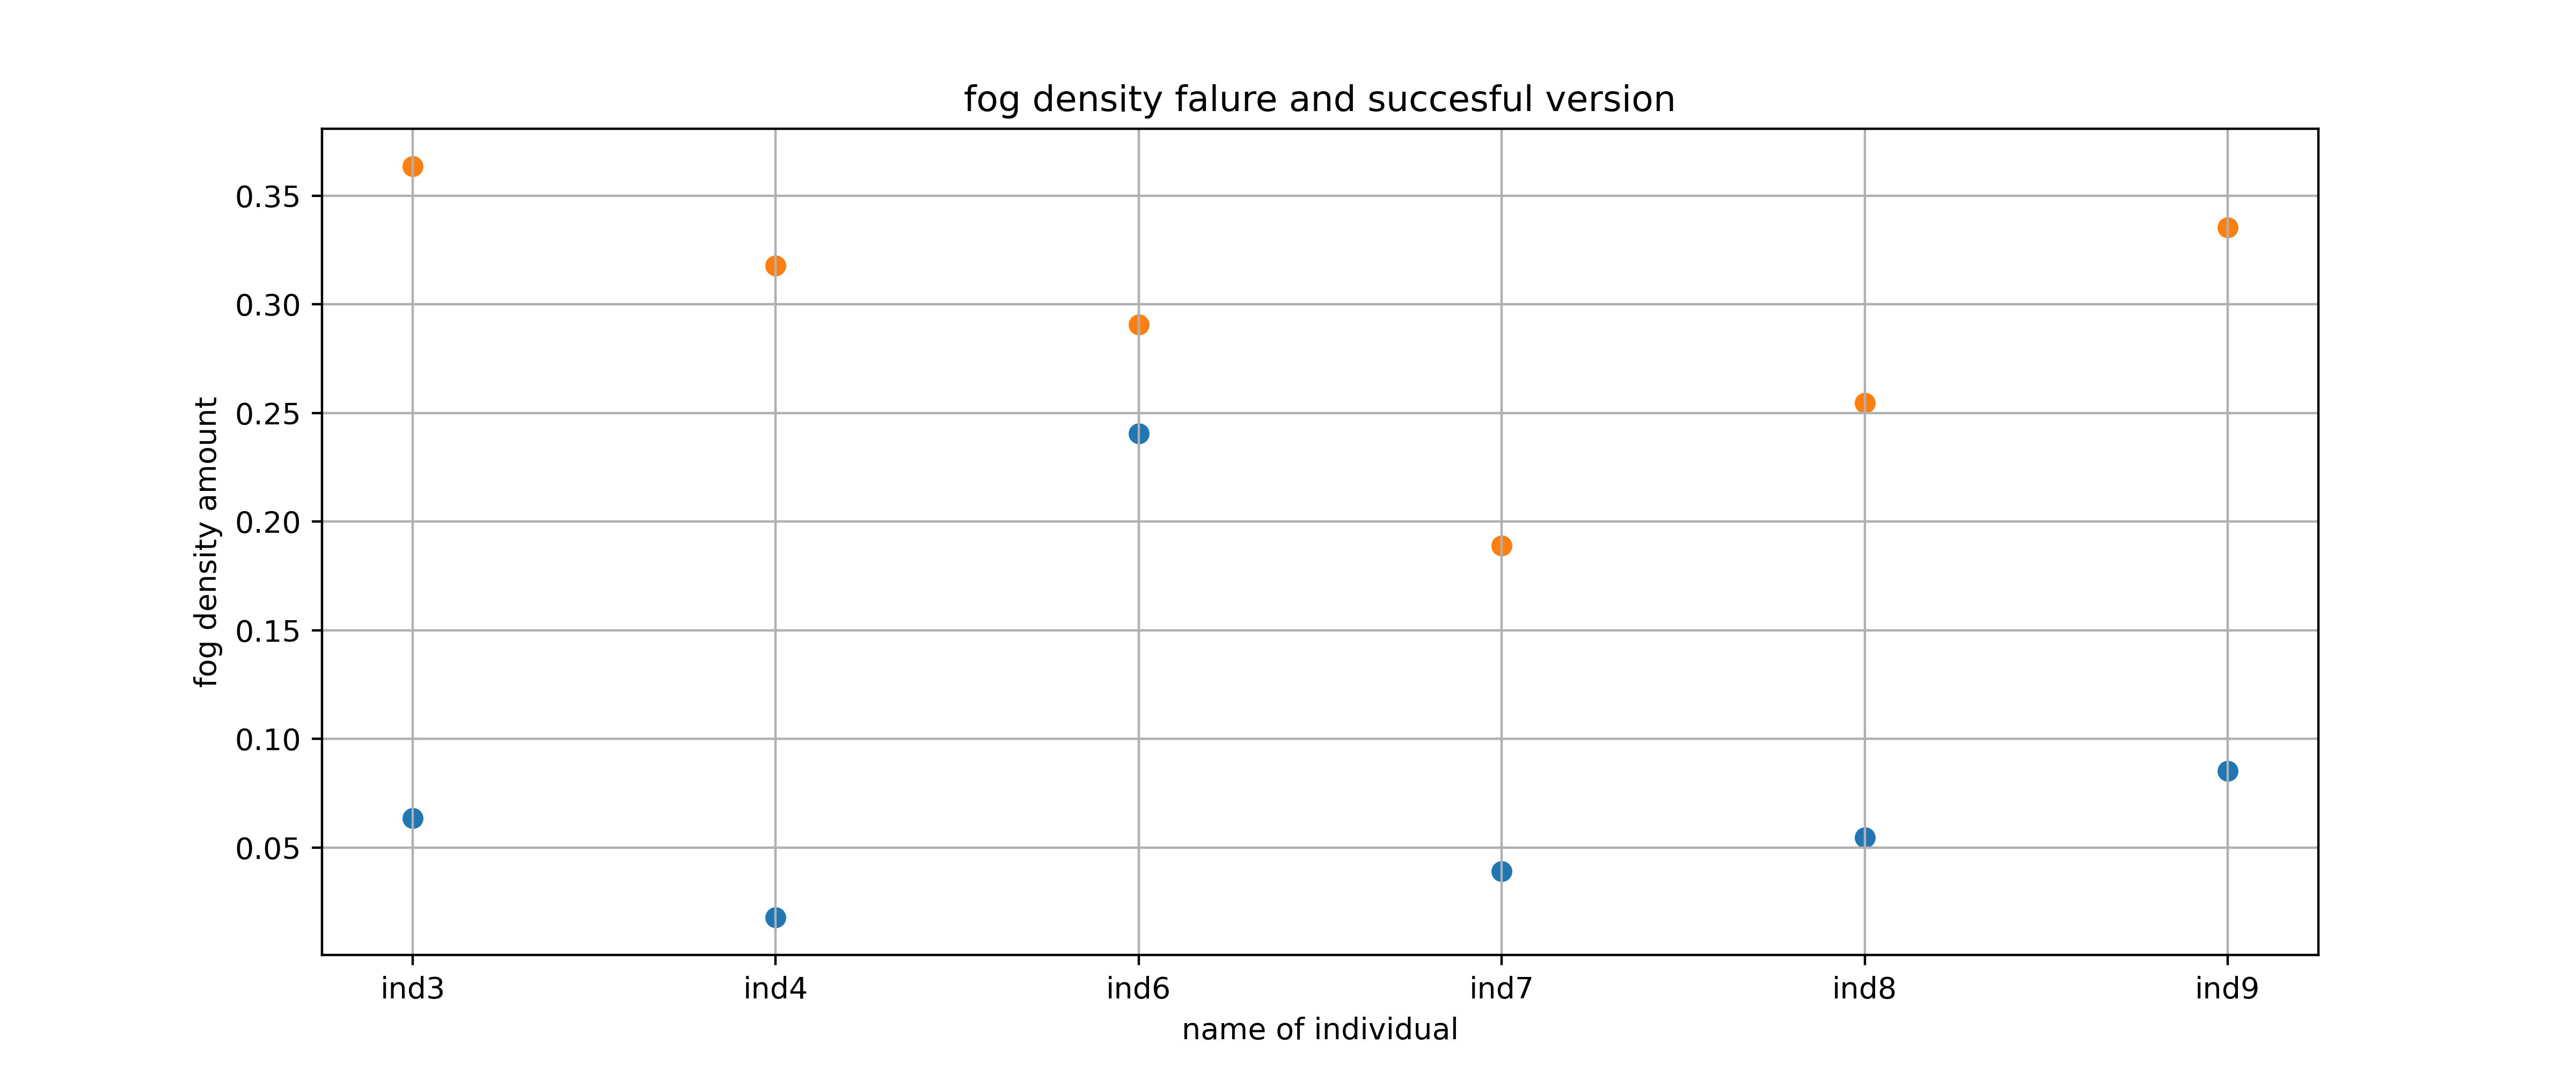 fog density falure and succesful version
fog density amount
0.35
0.30
0.25
0.20
0.15
0.10
0.05
ind3 ind4 ind6 ind7 ind8 ind9
name of individual